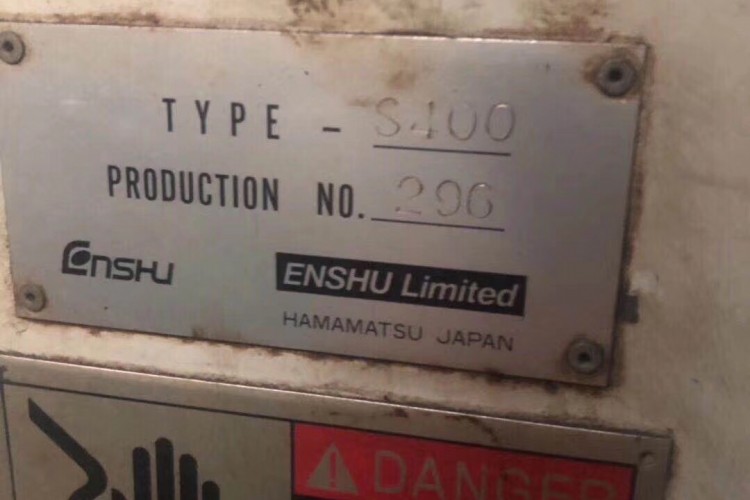 TYPE - S400
PRODUCTION NO. 296
Enshu
ENSHU Limited
HAMAMATSU JAPAN
DANGER